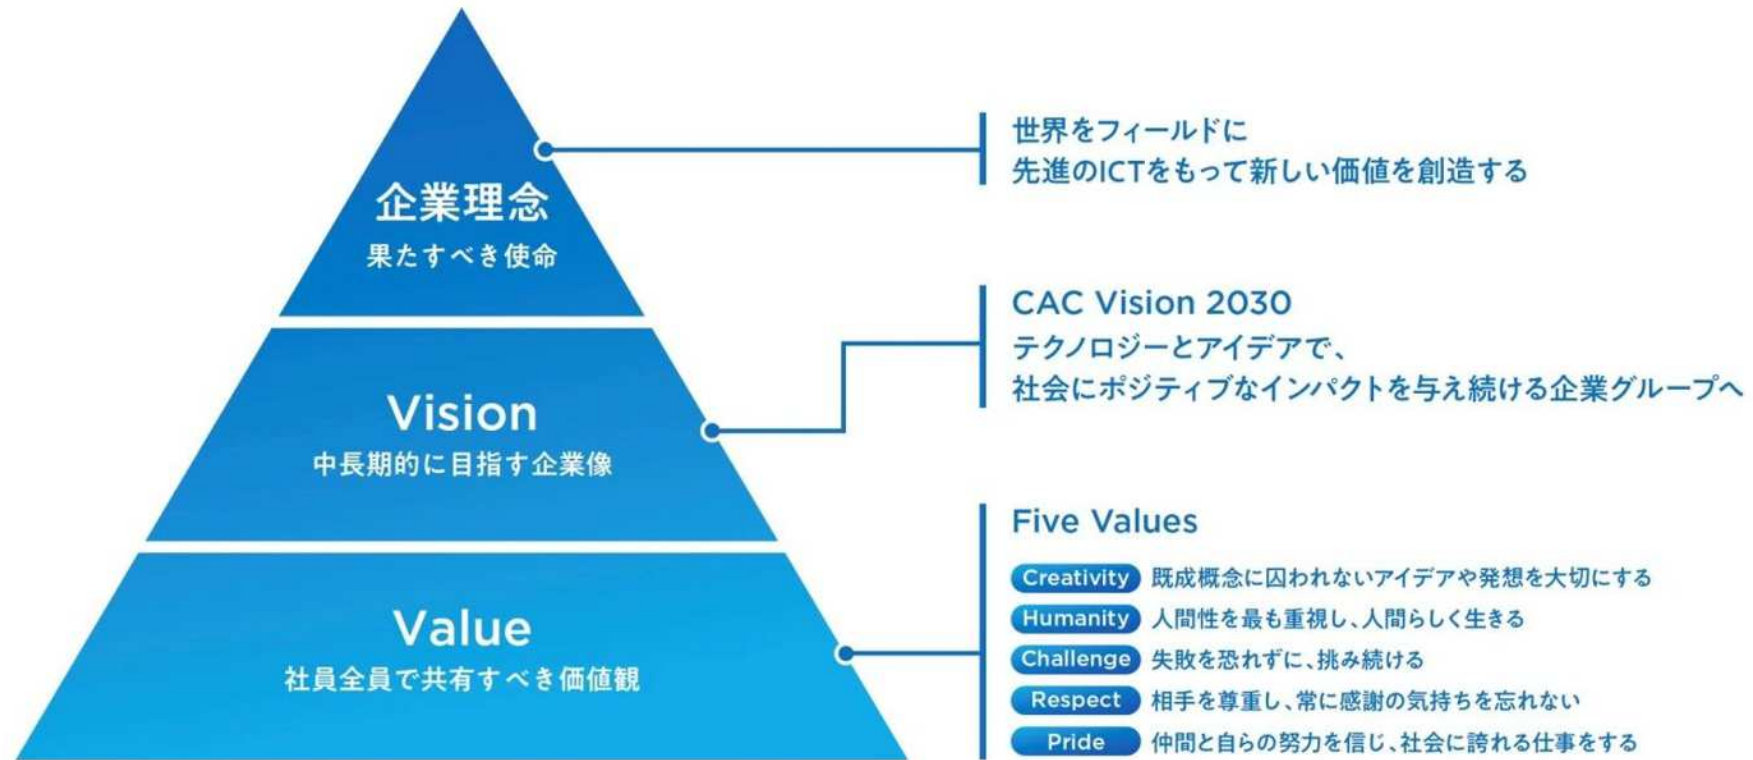 企業理念
果たすべき使命
世界をフィールドに
先進のICTをもって新しい価値を創造する
Vision
中長期的に目指す企業像
CAC Vision 2030
テクノロジーとアイデアで、
社会にポジティブなインパクトを与え続ける企業グループへ
Value
社員全員で共有すべき価値観
Five Values
Creativity 既成概念に囚われないアイデアや発想を大切にする
Humanity 人間性を最も重視し、人間らしく生きる
Challenge 失敗を恐れずに、挑み続ける
Respect 相手を尊重し、常に感謝の気持ちを忘れない
Pride 仲間と自らの努力を信じ、社会に誇れる仕事をする